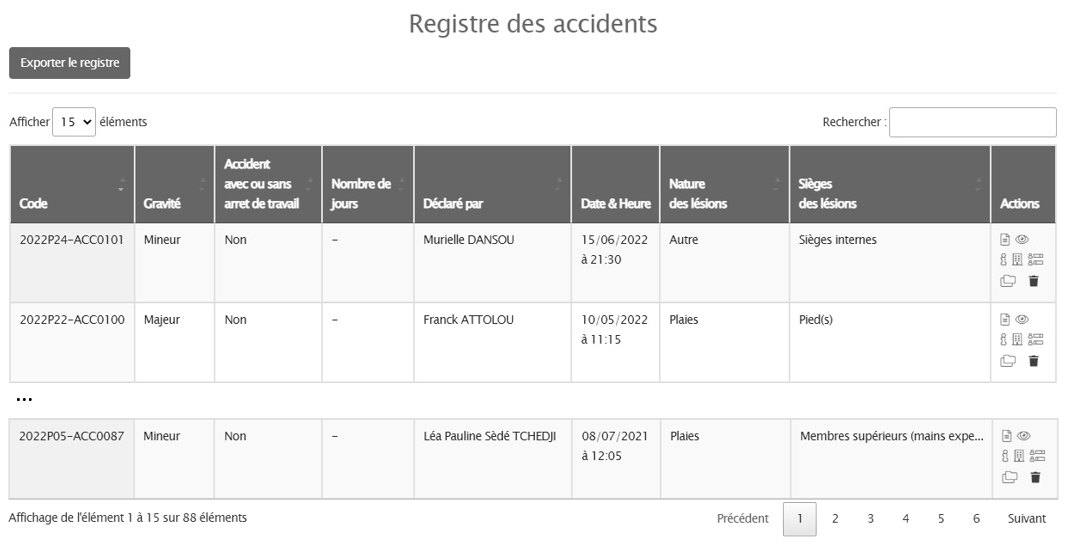 Registre des accidents
Exporter le registre
Afficher 15 éléments
Rechercher :
Code
Gravité
Accident
avec ou sans
arret de travail
Nombre de
jours
Déclaré par
Date & Heure
Nature
des lésions
Sièges
des lésions
Actions
2022P24-ACC0101 Mineur Non - Murielle DANSOU 15/06/2022 Autre Sièges internes
à 21:30
2022P22-ACC0100 Majeur Non - Franck ATTOLOU 10/05/2022 Plaies Pied(s)
à 11:15
...
2022P05-ACC0087 Mineur Non - Léa Pauline Sèdé TCHEDJI 08/07/2021 Plaies Membres supérieurs (mains expe...
à 12:05
Affichage de l'élément 1 à 15 sur 88 éléments
Précédent 1 2 3 4 5 6 Suivant